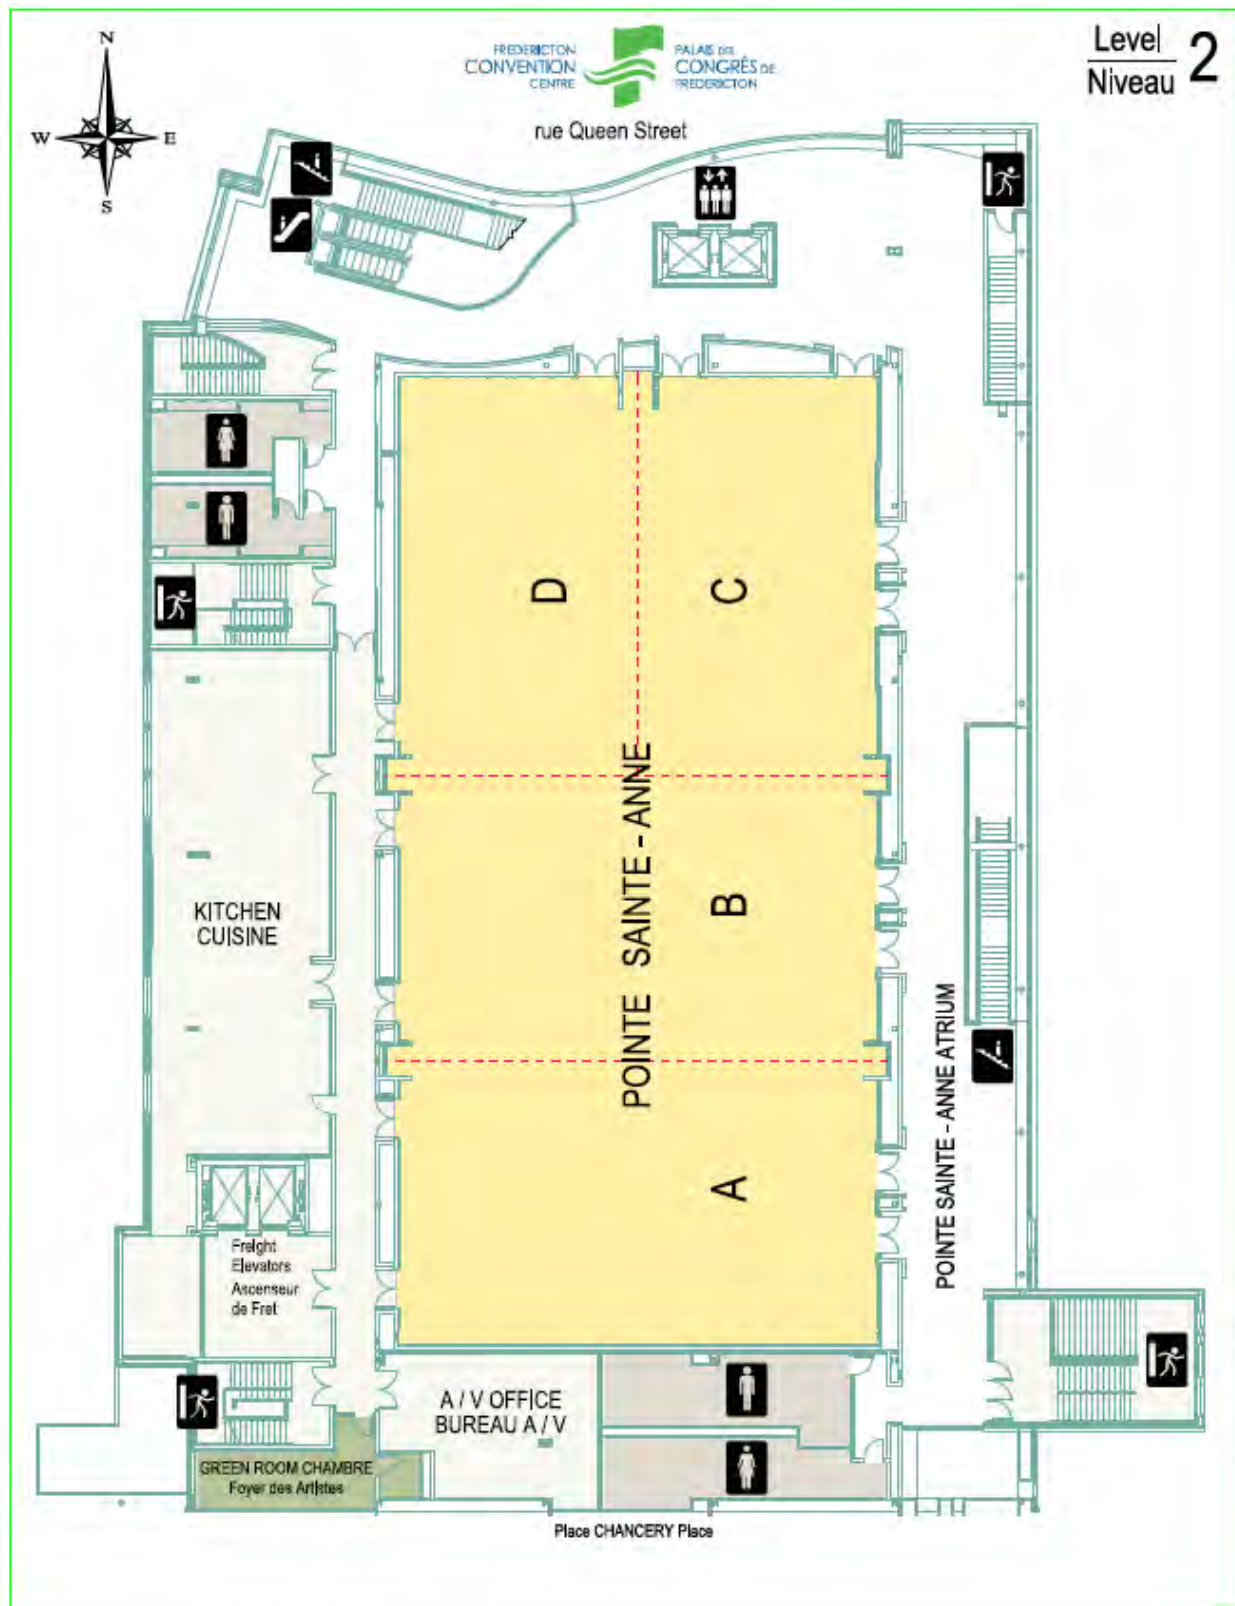 N
W E
S
FREDERICTON
CONVENTION
CENTRE
PALAIS DES
CONGRÈS DE
FREDERICTON
Level
Niveau
2
rue Queen Street
D
C
POINTE SAINTE - ANNE
B
A
KITCHEN
CUISINE
POINTE SAINTE - ANNE ATRIUM
Freight
Elevators
Ascenseur
de Fret
A / V OFFICE
BUREAU A / V
GREEN ROOM CHAMBRE
Foyer des Artistes
Place CHANCERY Place